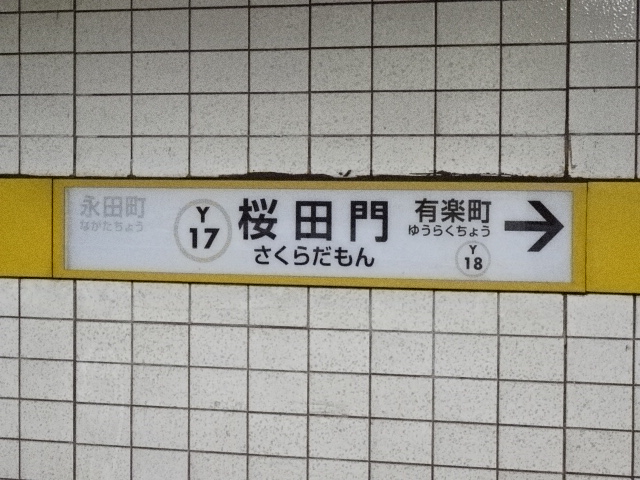 永田町
ながたちょう
Y
17
桜田門
さくらだもん
有楽町
ゆうらくちょう
Y
18